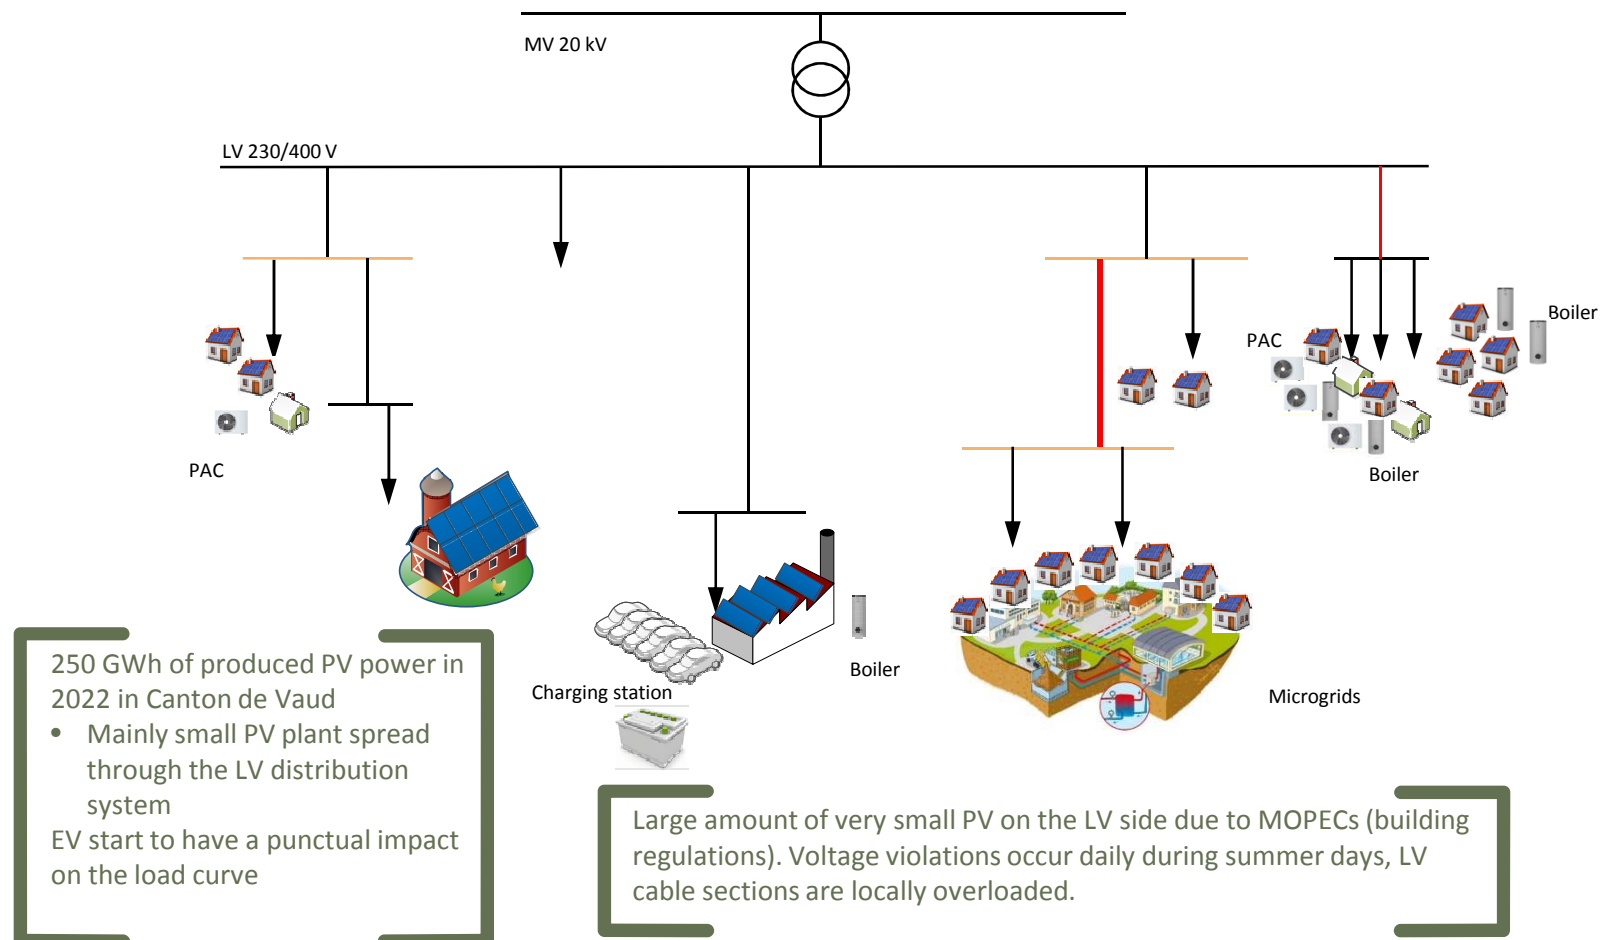 MV 20 kV
LV 230/400 V
Boiler
PAC
PAC
Boiler
Boiler
Charging station
Microgrids
250 GWh of produced PV power in
2022 in Canton de Vaud
• Mainly small PV plant spread
through the LV distribution
system
EV start to have a punctual impact
on the load curve
Large amount of very small PV on the LV side due to MOPECs (building
regulations). Voltage violations occur daily during summer days, LV
cable sections are locally overloaded.